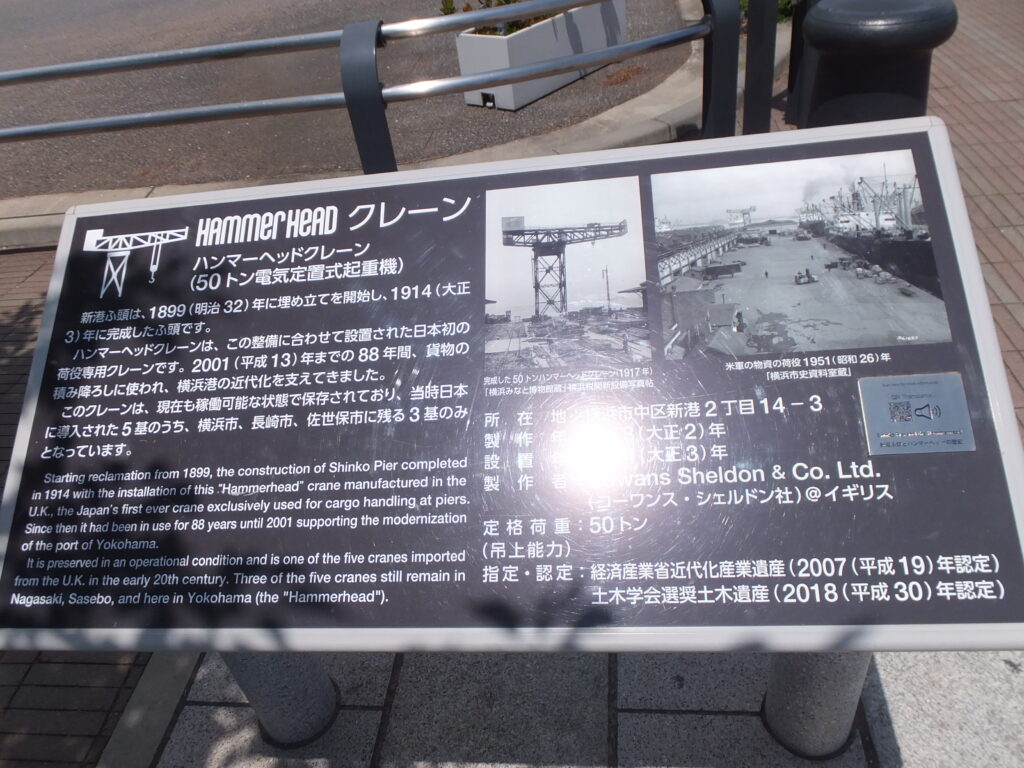 HAMMERHEAD クレーン
ハンマーヘッドクレーン
(50トン電気定置式起重機)
新港ふ頭は、1899(明治32)年に埋め立てを開始し、1914(大正
3)年に完成したふ頭です。
ハンマーヘッドクレーンは、この整備に合わせて設置された日本初の
荷役専用クレーンです。2001(平成13)年までの88年間、貨物の
積み降ろしに使われ、横浜港の近代化を支えてきました。
このクレーンは、現在も稼働可能な状態で保存されており、当時日本
に導入された5基のうち、横浜市、長崎市、佐世保市に残る3基のみ
となっています。
Starting reclamation from 1899, the construction of Shinko Pier completed
in 1914 with the installation of this "Hammerhead" crane manufactured in the
U.K., the Japan's first ever crane exclusively used for cargo handling at piers.
Since then it had been in use for 88 years until 2001 supporting the modernization
of the port of Yokohama.
It is preserved in an operational condition and is one of the five cranes imported
from the U.K. in the early 20th century. Three of the five cranes still remain in
Nagasaki, Sasebo, and here in Yokohama (the "Hammerhead").
完成した50トンハンマーヘッドクレーン(1917年)
「横浜みなと博物館蔵」横浜税関新設備写真帖
米軍の物資の荷役 1951(昭和26)年
「横浜市史資料室蔵」
所在地 横浜市中区新港2丁目14-3
製作年 (大正2)年
設置 (大正3)年
製作者 wans Sheldon & Co. Ltd.
(コーワンス・シェルドン社)@イギリス
定格荷重:50トン
(吊上能力)
指定・認定:経済産業省近代化産業遺産(2007(平成19)年認定)
土木学会選奨土木遺産(2018(平成30)年認定)